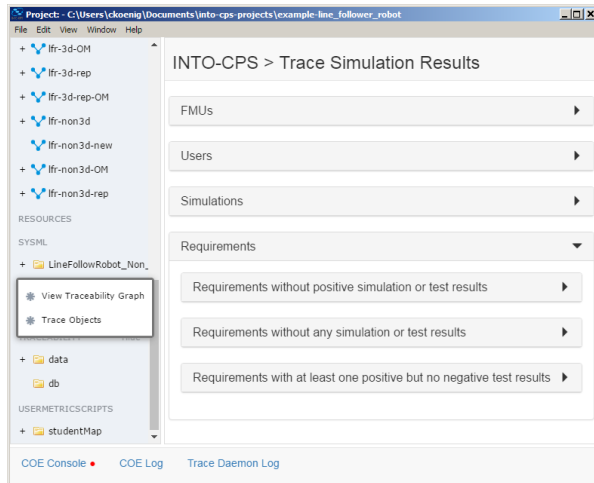 Project: - C:\Users\ckoenig\Documents\into-cps-projects\example-line_follower_robot
File Edit View Window Help
+ lfr-3d-OM
+ lfr-3d-rep
+ lfr-3d-rep-OM
+ lfr-non3d
lfr-non3d-new
+ lfr-non3d-OM
+ lfr-non3d-rep
RESOURCES
SYSML
+ LineFollowRobot_Non_
View Traceability Graph
Trace Objects
+ data
db
USERMETRICSCRIPTS
+ studentMap
INTO-CPS > Trace Simulation Results
FMUs
Users
Simulations
Requirements
Requirements without positive simulation or test results
Requirements without any simulation or test results
Requirements with at least one positive but no negative test results
COE Console COE Log Trace Daemon Log